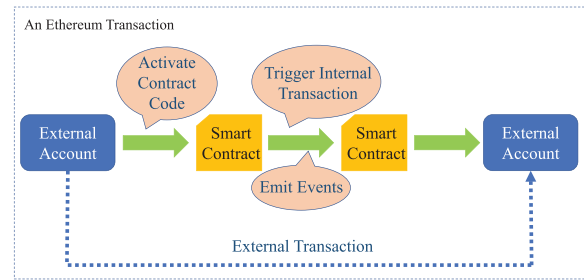 An Ethereum Transaction
Activate
Contract
Code
Trigger Internal
Transaction
External
Account
Smart
Contract
Smart
Contract
External
Account
Emit Events
External Transaction